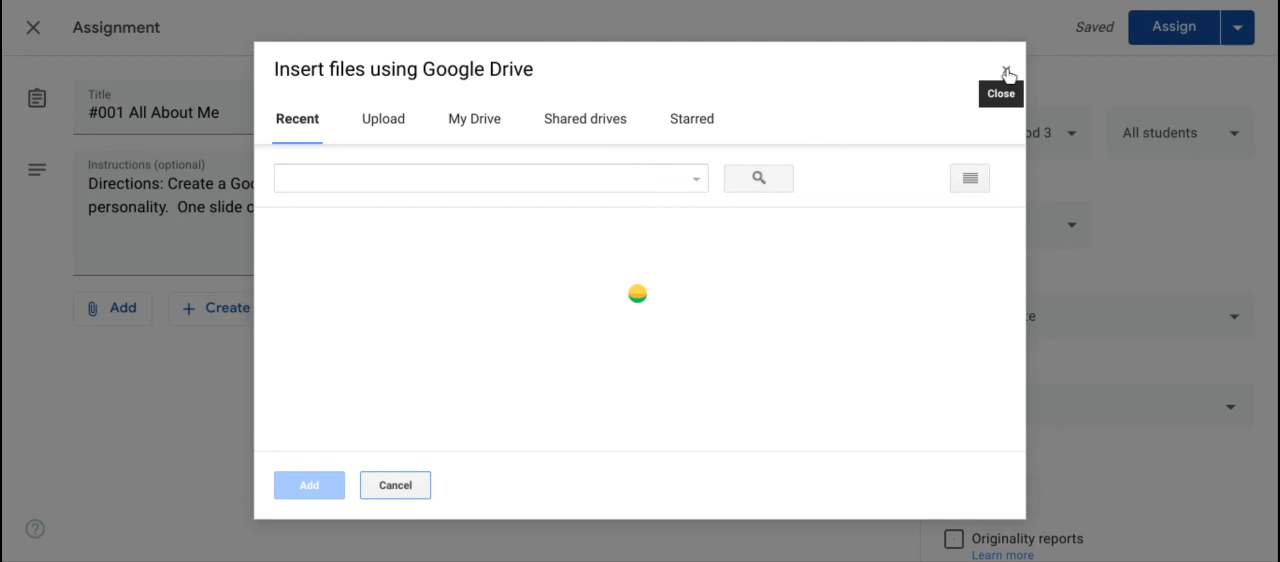 Assignment
Saved
Assign
Insert files using Google Drive
Close
Title
#001 All About Me
Recent
Upload
My Drive
Shared drives
Starred
od 3
All students
Instructions (optional)
Directions: Create a Goo
personality. One slide o
Add
Create
Add
Cancel
Originality reports
Learn more